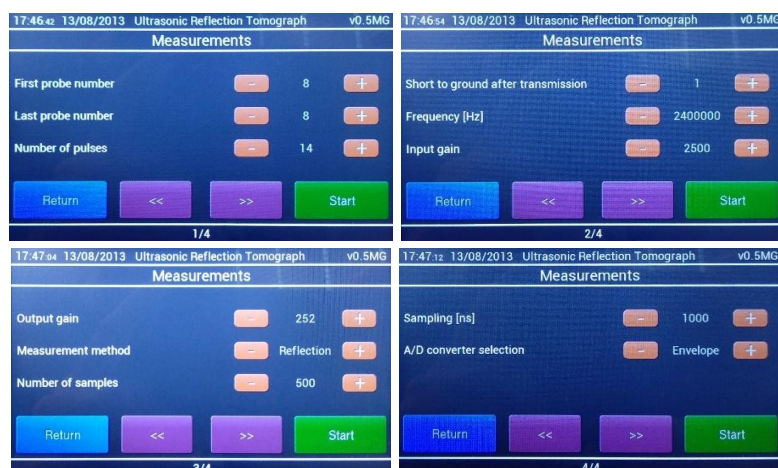 17:46:42 13/08/2013 Ultrasonic Reflection Tomograph v0.5MG
Measurements
First probe number - 8 +
Last probe number - 8 +
Number of pulses - 14 +
Return << >> Start
1/4
17:46:54 13/08/2013 Ultrasonic Reflection Tomograph v0.5MG
Measurements
Short to ground after transmission - 1 +
Frequency [Hz] - 2400000 +
Input gain - 2500 +
Return << >> Start
2/4
17:47:04 13/08/2013 Ultrasonic Reflection Tomograph v0.5MG
Measurements
Output gain - 252 +
Measurement method - Reflection +
Number of samples - 500 +
Return << >> Start
3/4
17:47:12 13/08/2013 Ultrasonic Reflection Tomograph v0.5MG
Measurements
Sampling [ns] - 1000 +
A/D converter selection - Envelope +
Return << >> Start
4/4